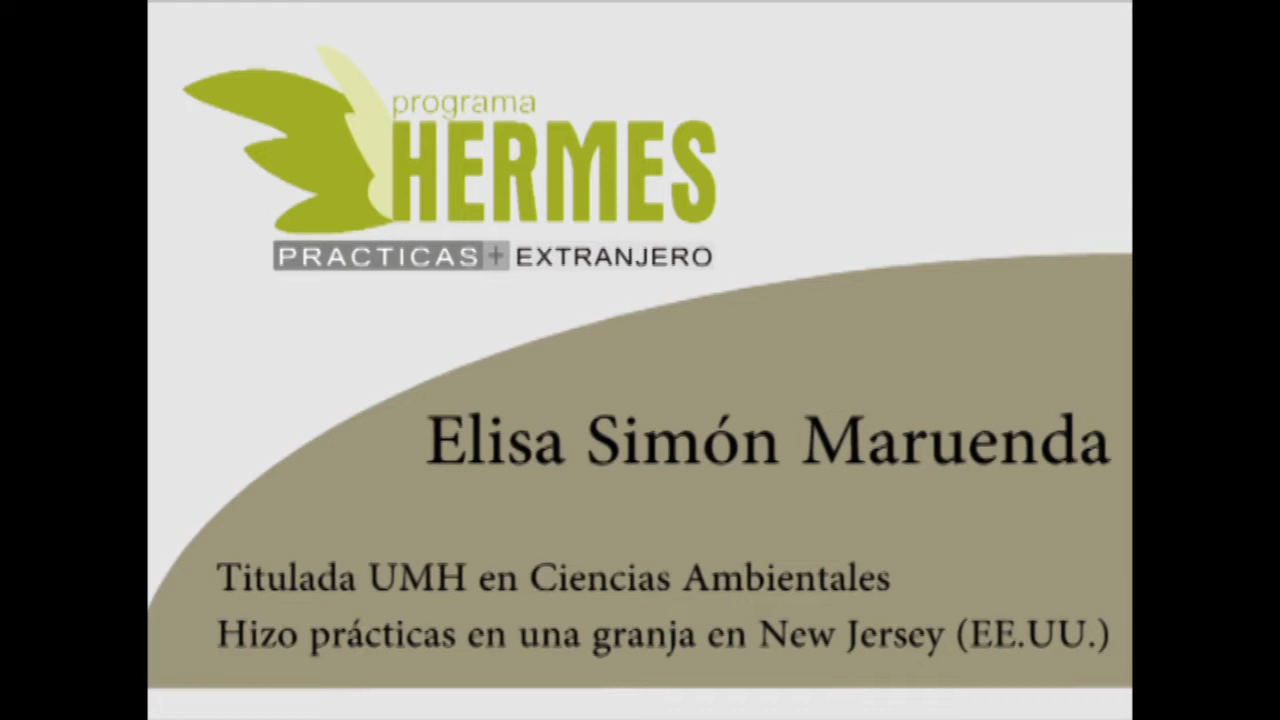 programa
HERMES
PRACTICAS+EXTRANJERO
Elisa Simón Maruenda
Titulada UMH en Ciencias Ambientales
Hizo prácticas en una granja en New Jersey (EE.UU.)